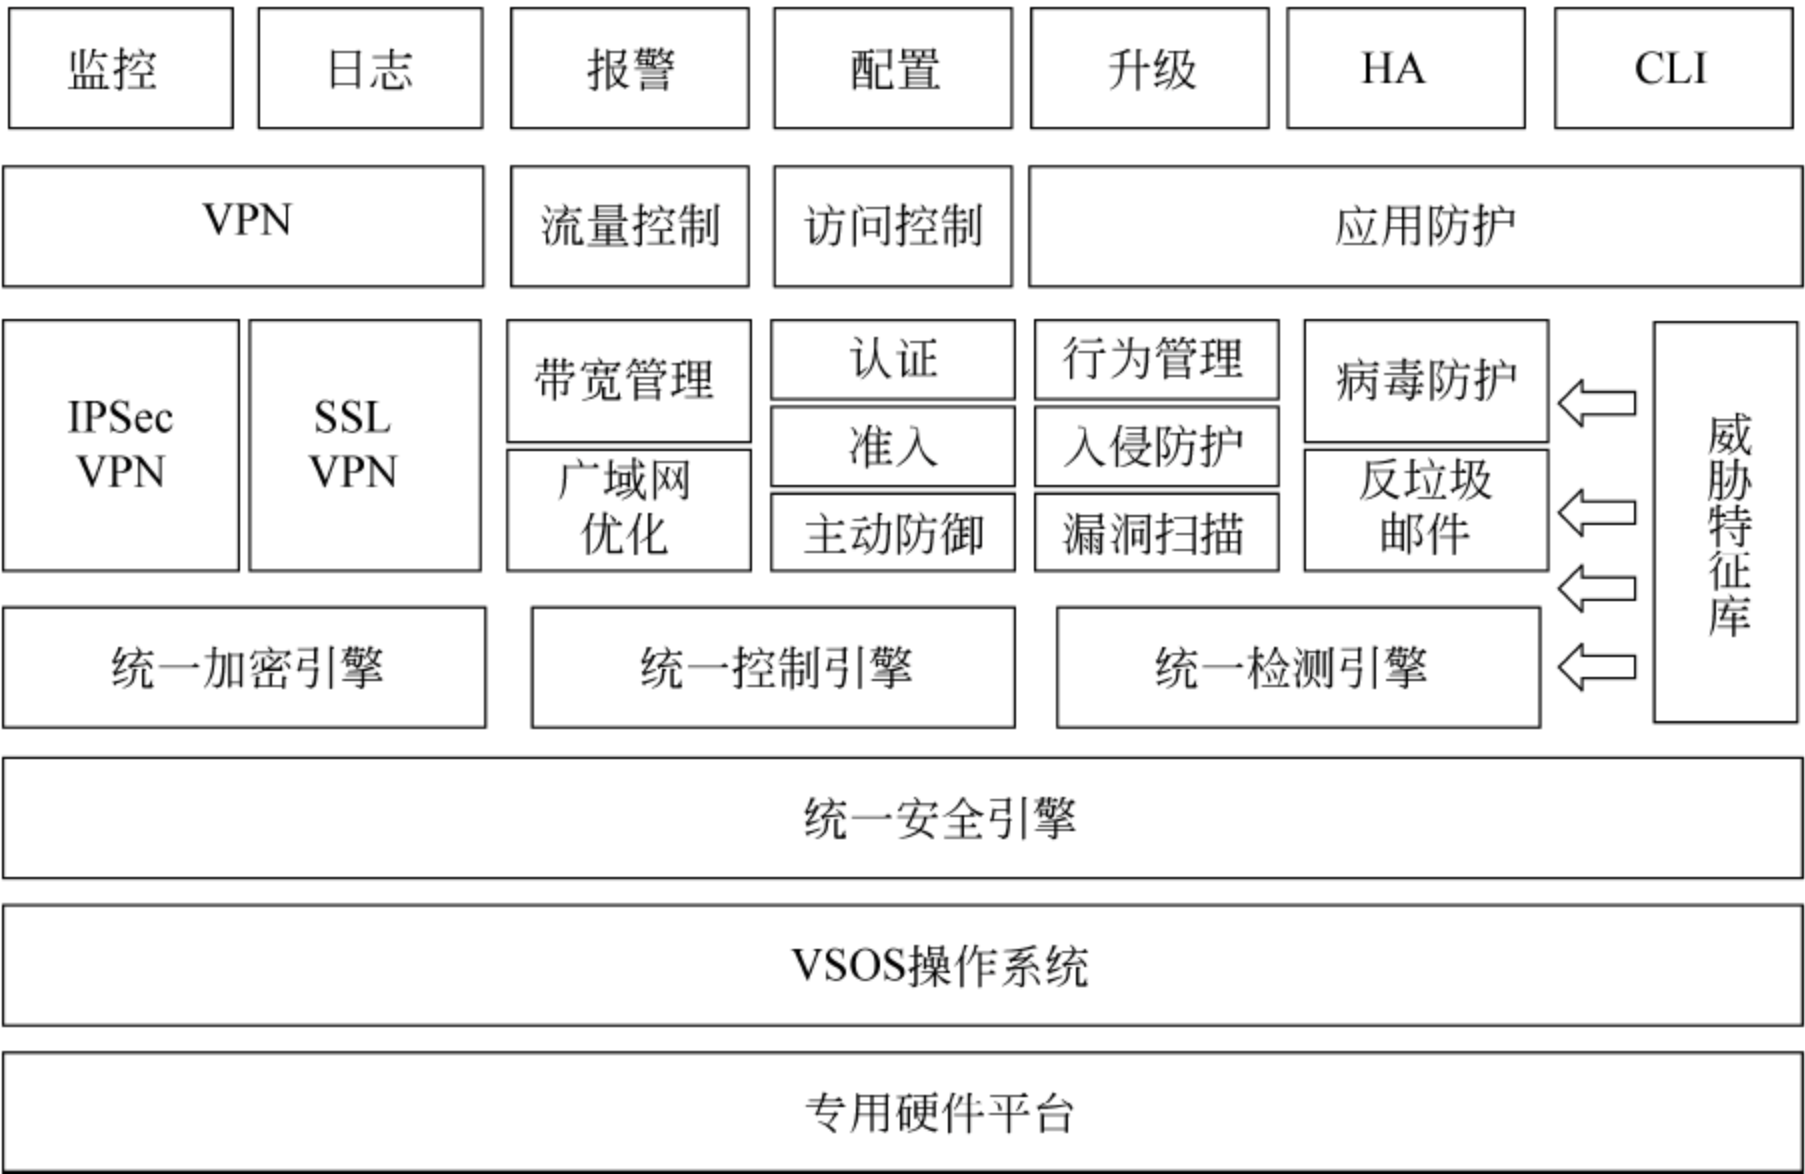 监控
日志
报警
配置
升级
HA
CLI
VPN
流量控制
访问控制
应用防护
IPSec
VPN
SSL
VPN
带宽管理
广域网
优化
认证
准入
主动防御
行为管理
入侵防护
漏洞扫描
病毒防护
反垃圾
邮件
威胁特征库
统一加密引擎
统一控制引擎
统一检测引擎
统一安全引擎
VSOS操作系统
专用硬件平台